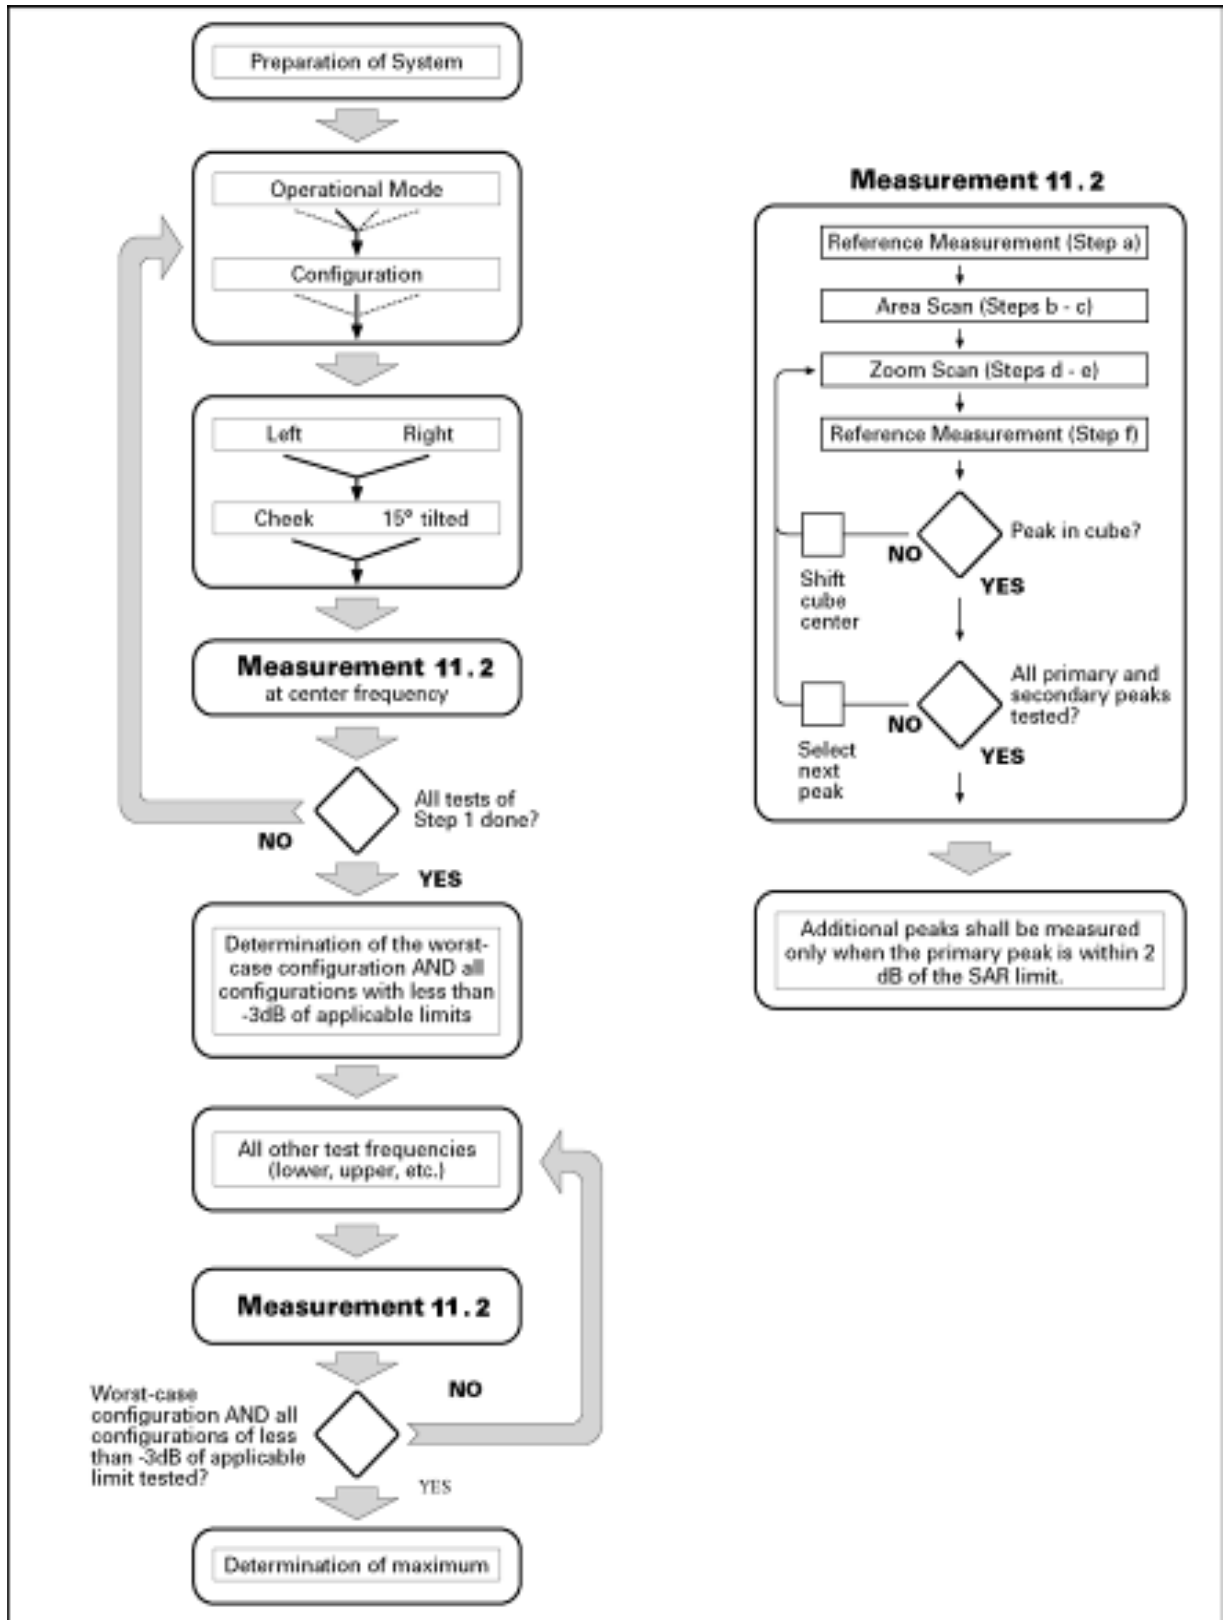 Preparation of System
Operational Mode
Configuration
Left Right
Cheek 15° tilted
Measurement 11.2
at center frequency
All tests of
Step 1 done?
NO
YES
Determination of the worst-
case configuration AND all
configurations with less than
-3dB of applicable limits
All other test frequencies
(lower, upper, etc.)
Measurement 11.2
NO
Worst-case
configuration AND all
configurations of less
than -3dB of applicable
limit tested?
YES
Determination of maximum
Measurement 11.2
Reference Measurement (Step a)
Area Scan (Steps b - c)
Zoom Scan (Steps d - e)
Reference Measurement (Step f)
Peak in cube?
NO
YES
Shift
cube
center
All primary and
secondary peaks
tested?
NO
YES
Select
next
peak
Additional peaks shall be measured
only when the primary peak is within 2
dB of the SAR limit.